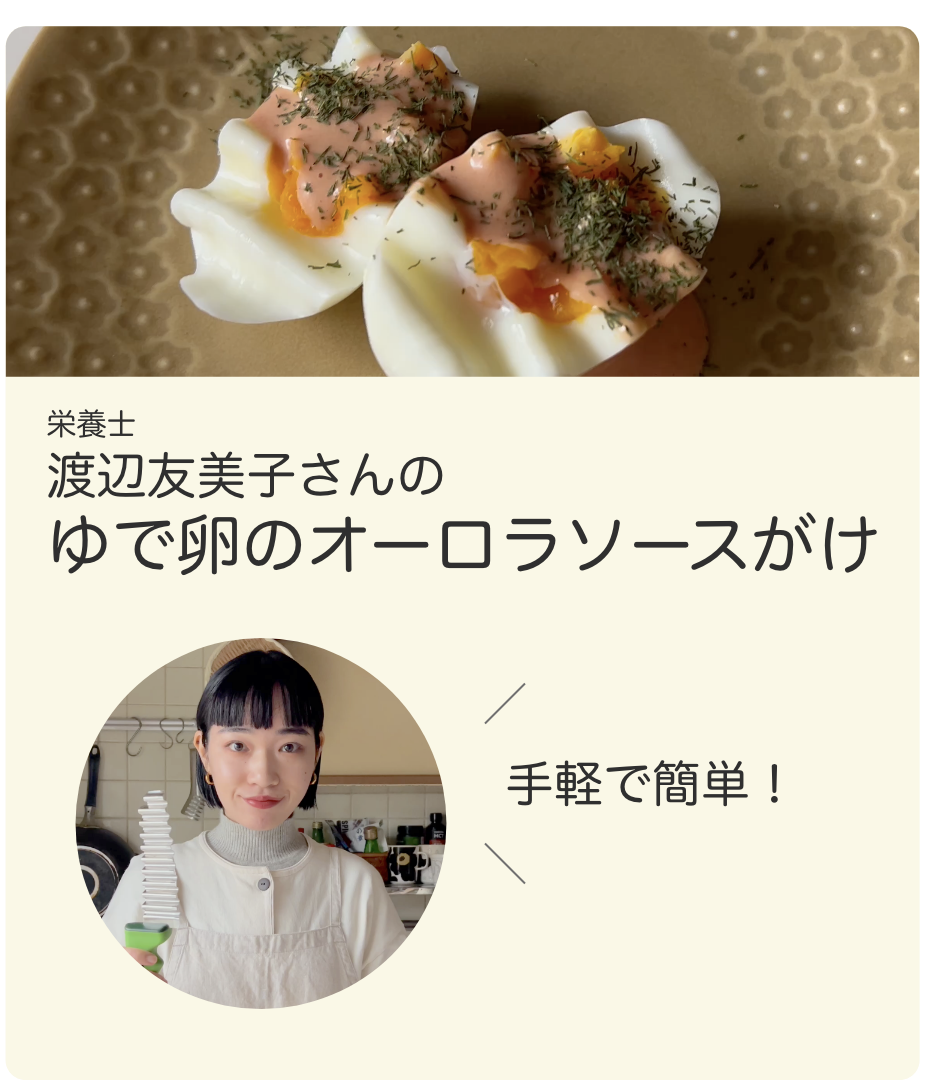 栄養士
渡辺友美子さんの
ゆで卵のオーロラソースがけ
手軽で簡単！